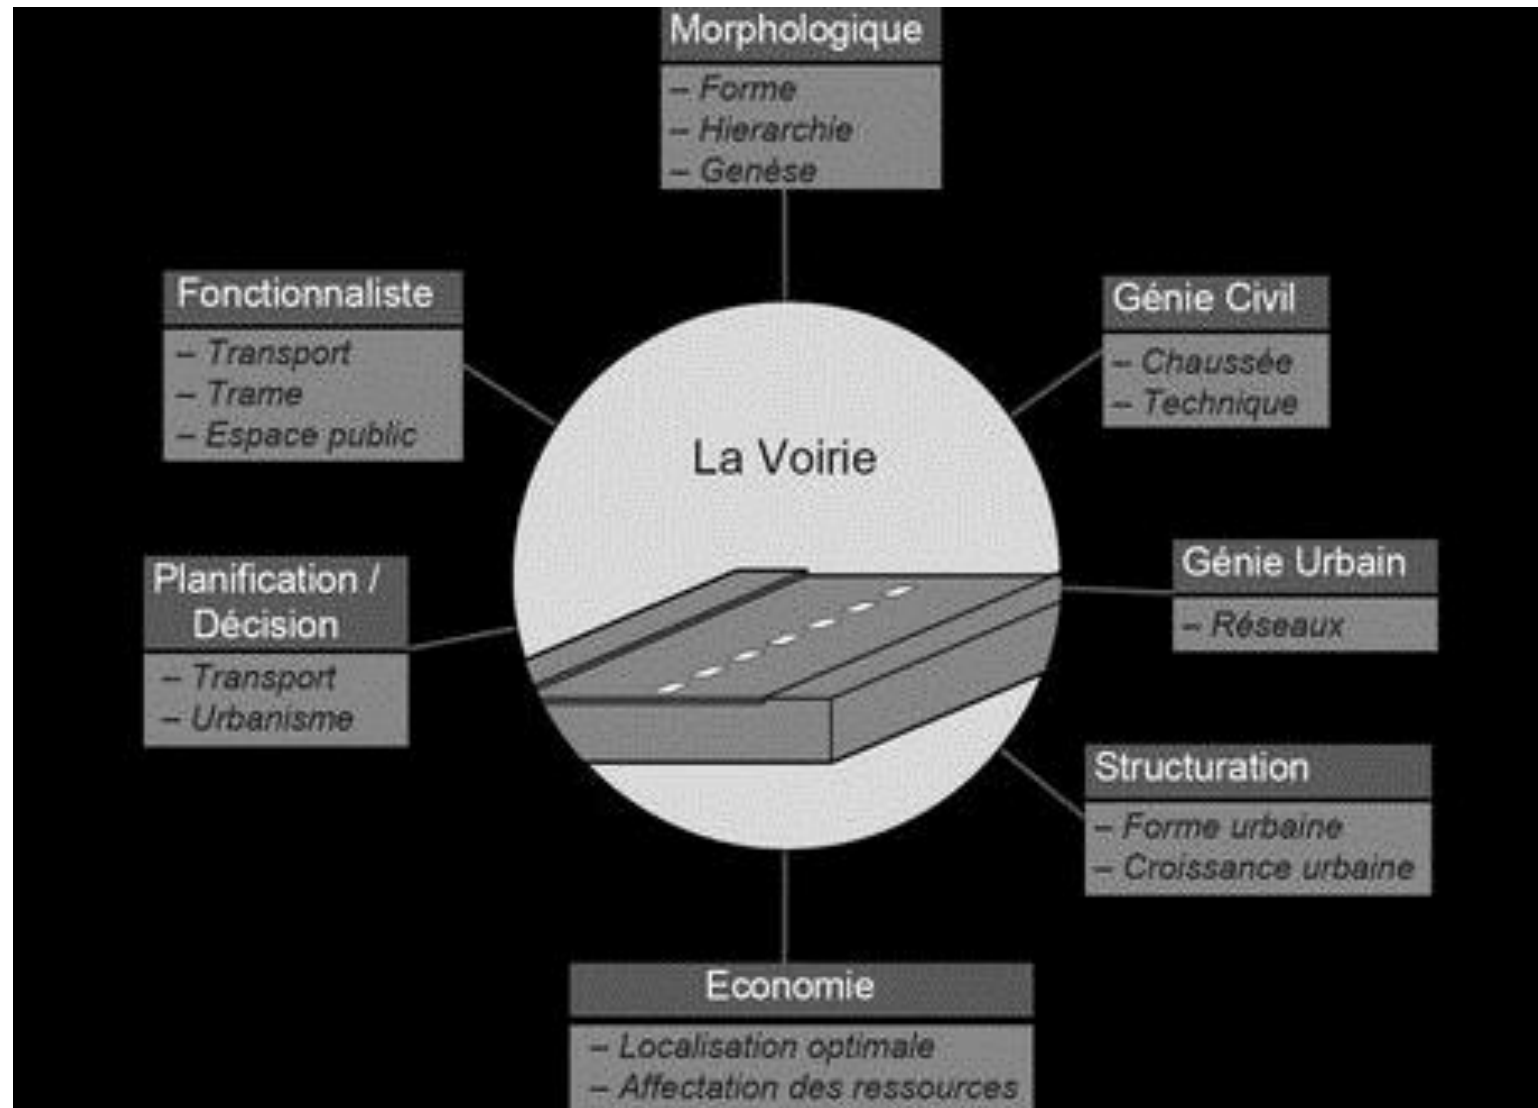 Morphologique
– Forme
– Hierarchie
– Genèse
Fonctionnaliste
– Transport
– Trame
– Espace public
Génie Civil
– Chaussée
– Technique
La Voirie
Planification /
Décision
– Transport
– Urbanisme
Génie Urbain
– Réseaux
Structuration
– Forme urbaine
– Croissance urbaine
Economie
– Localisation optimale
– Affectation des ressources